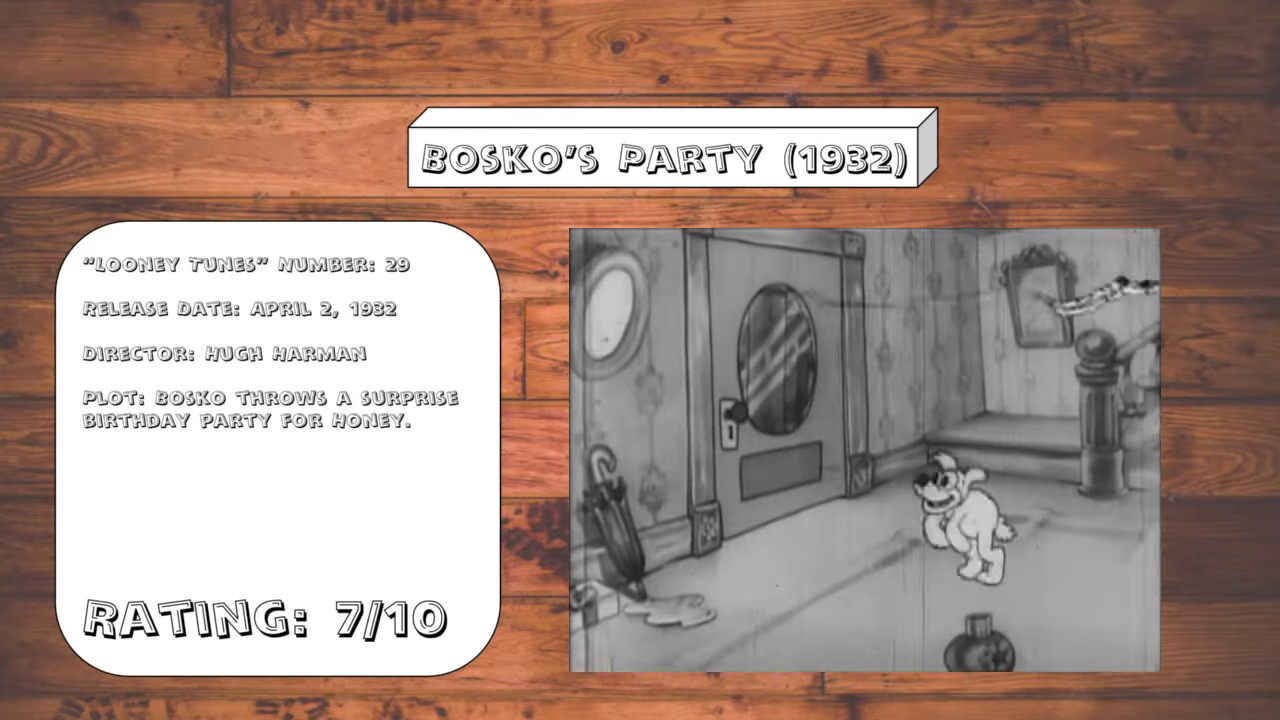 BOSKO'S PARTY (1932)
"LOONEY TUNES" NUMBER: 29
RELEASE DATE: APRIL 2, 1932
DIRECTOR: HUGH HARMAN
PLOT: BOSKO THROWS A SURPRISE
BIRTHDAY PARTY FOR HONEY.
RATING: 7/10